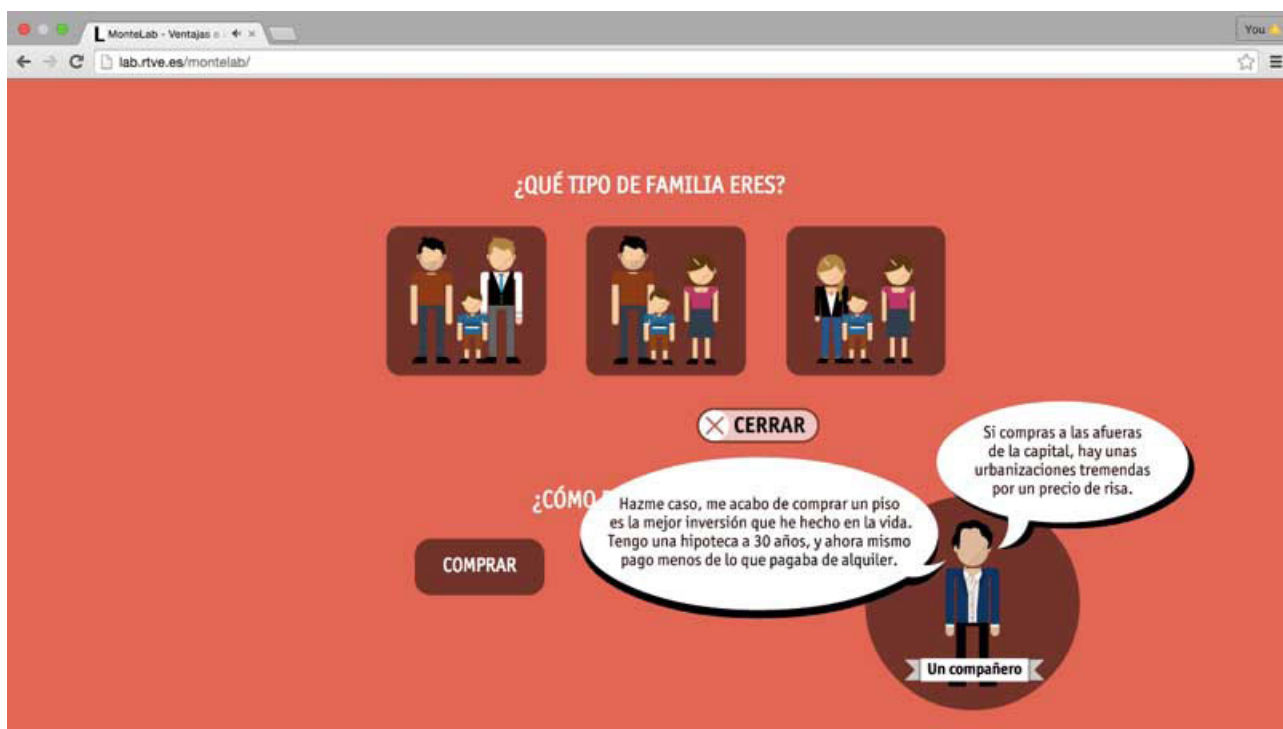 MonteLab - Ventajas e
You
lab.rtve.es/montelab/
¿QUÉ TIPO DE FAMILIA ERES?
CERRAR
Si compras a las afueras
de la capital, hay unas
urbanizaciones tremendas
por un precio de risa.
¿CÓMO
Hazme caso, me acabo de comprar un piso
es la mejor inversión que he hecho en la vida.
Tengo una hipoteca a 30 años, y ahora mismo
pago menos de lo que pagaba de alquiler.
COMPRAR
Un compañero